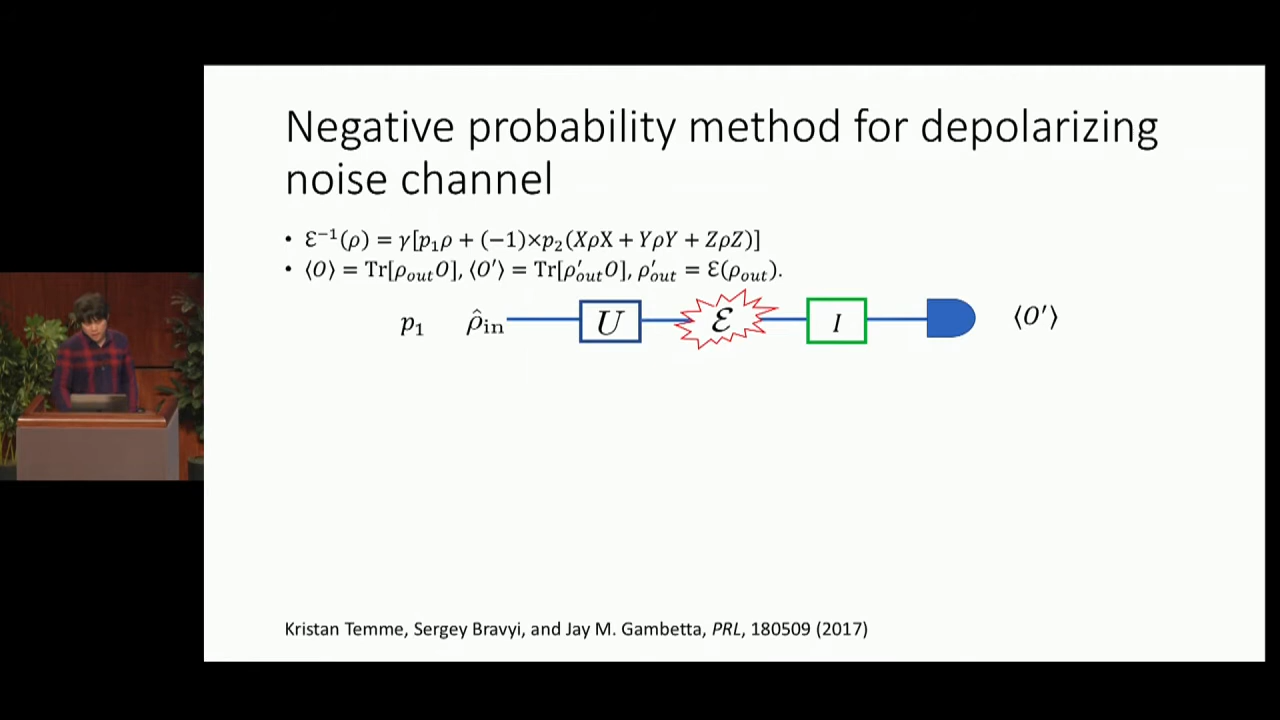 Negative probability method for depolarizing
noise channel
• Ɛ⁻¹(ρ) = γ[p₁ρ + (−1)×p₂(XρX + YρY + ZρZ)]
• ⟨O⟩ = Tr[ρ_out O], ⟨O′⟩ = Tr[ρ′_out O], ρ′_out = Ɛ(ρ_out).
p₁ ρ̂_in U ℰ I ⟨O′⟩
Kristan Temme, Sergey Bravyi, and Jay M. Gambetta, PRL, 180509 (2017)